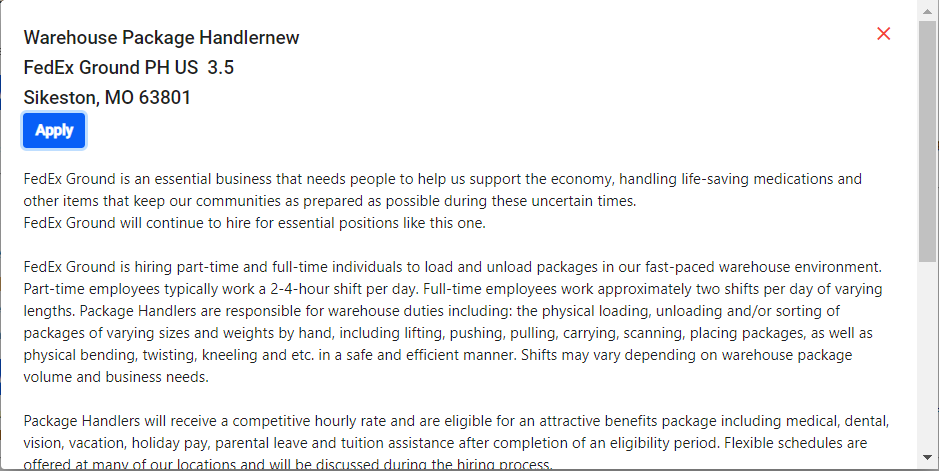 Warehouse Package Handlernew
FedEx Ground PH US 3.5
Sikeston, MO 63801
Apply
FedEx Ground is an essential business that needs people to help us support the economy, handling life-saving medications and
other items that keep our communities as prepared as possible during these uncertain times.
FedEx Ground will continue to hire for essential positions like this one.
FedEx Ground is hiring part-time and full-time individuals to load and unload packages in our fast-paced warehouse environment.
Part-time employees typically work a 2-4-hour shift per day. Full-time employees work approximately two shifts per day of varying
lengths. Package Handlers are responsible for warehouse duties including: the physical loading, unloading and/or sorting of
packages of varying sizes and weights by hand, including lifting, pushing, pulling, carrying, scanning, placing packages, as well as
physical bending, twisting, kneeling and etc. in a safe and efficient manner. Shifts may vary depending on warehouse package
volume and business needs.
Package Handlers will receive a competitive hourly rate and are eligible for an attractive benefits package including medical, dental,
vision, vacation, holiday pay, parental leave and tuition assistance after completion of an eligibility period. Flexible schedules are
offered at many of our locations and will be discussed during the hiring process.